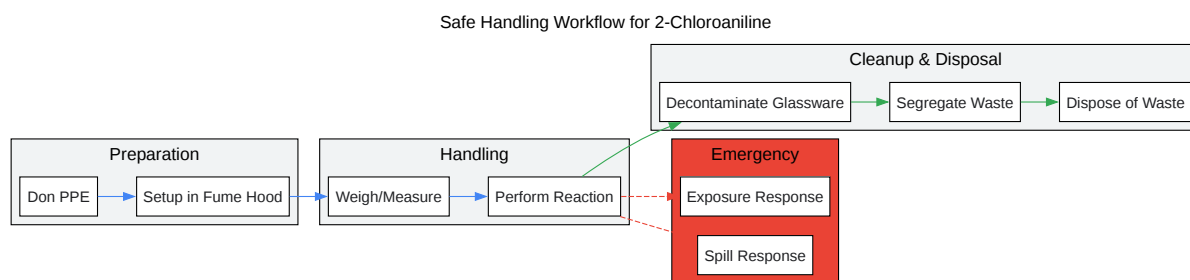 Safe Handling Workflow for 2-Chloroaniline
Cleanup & Disposal
Decontaminate Glassware
Segregate Waste
Dispose of Waste
Preparation
Don PPE
Setup in Fume Hood
Handling
Weigh/Measure
Perform Reaction
Emergency
Exposure Response
Spill Response